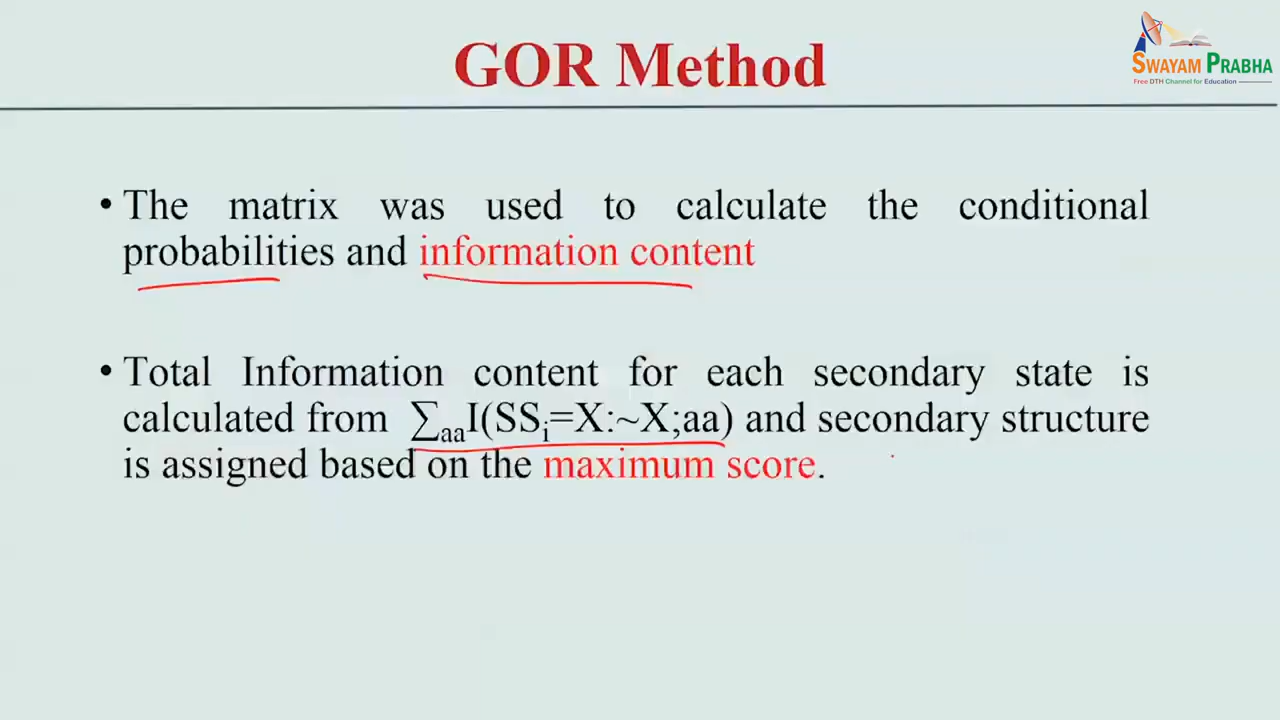 GOR Method
SWAYAM PRABHA
Free DTH Channel for Education
• The matrix was used to calculate the conditional
probabilities and information content
• Total Information content for each secondary state is
calculated from ∑aaI(SSi=X:~X;aa) and secondary structure
is assigned based on the maximum score.